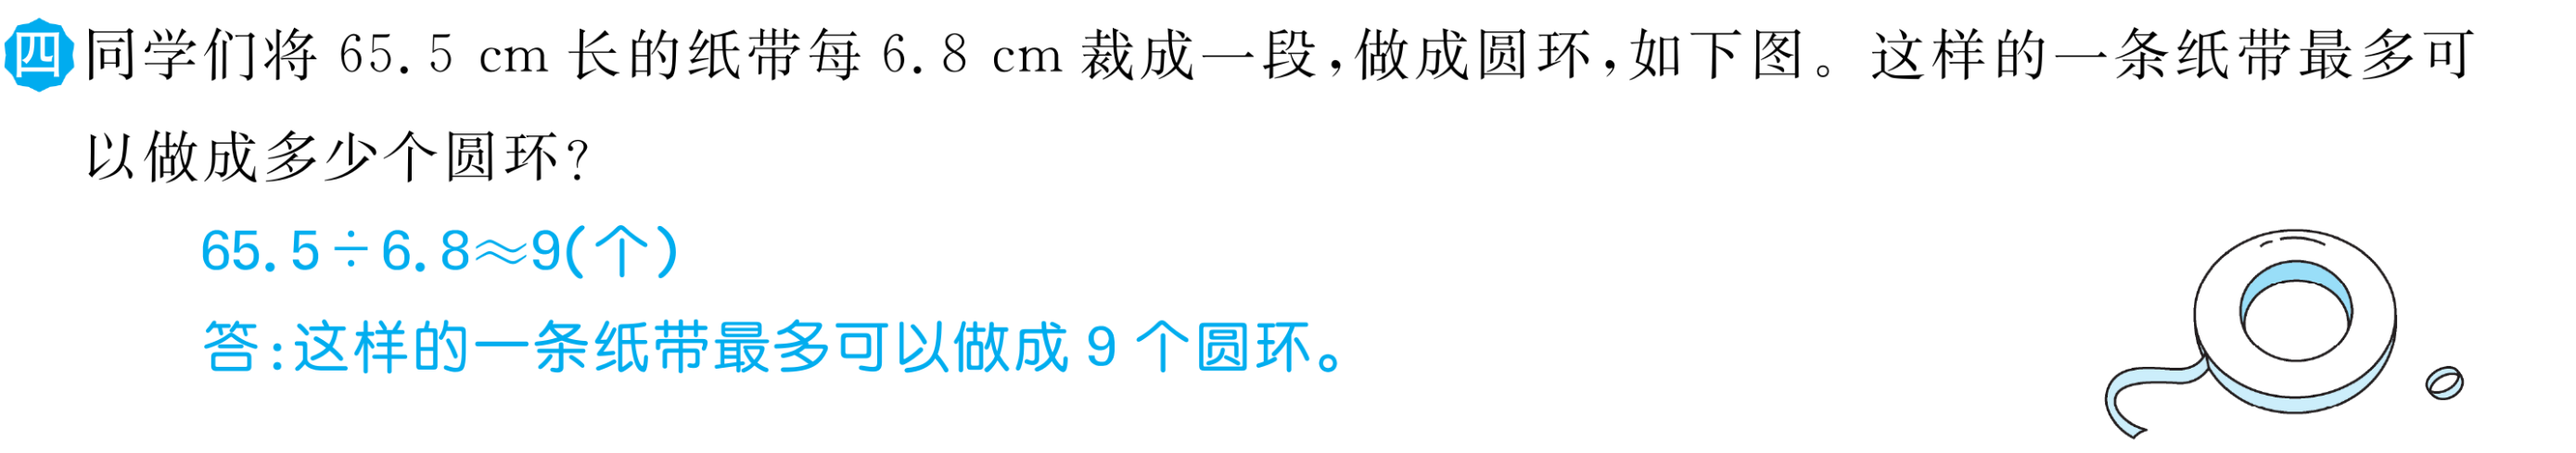 四 同学们将 65.5 cm 长的纸带每 6.8 cm 裁成一段,做成圆环,如下图。这样的一条纸带最多可
以做成多少个圆环?
65.5÷6.8≈9(个)
答:这样的一条纸带最多可以做成 9 个圆环。